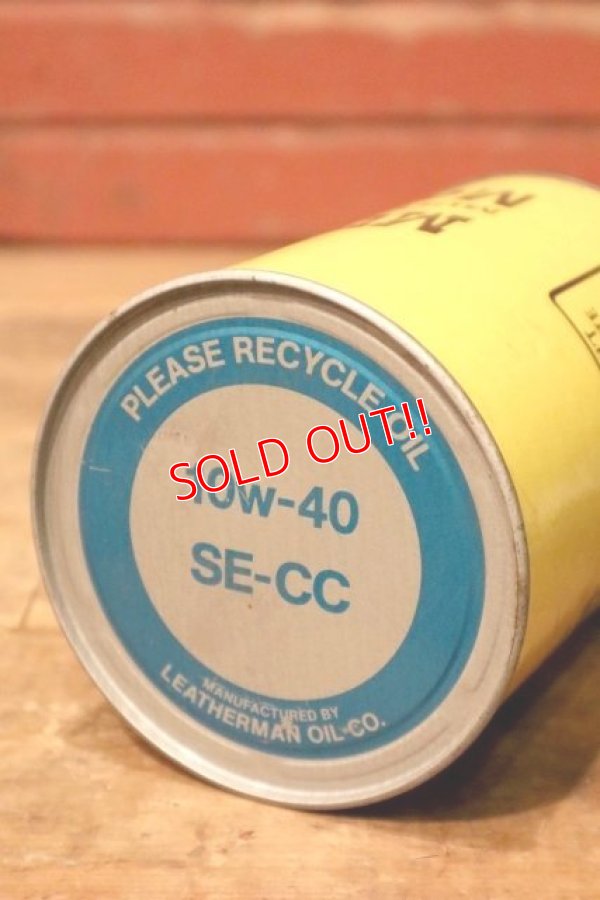 PLEASE RECYCLE OIL
SOLD OUT!!
10w-40
SE-CC
MANUFACTURED BY
LEATHERMAN OIL CO.